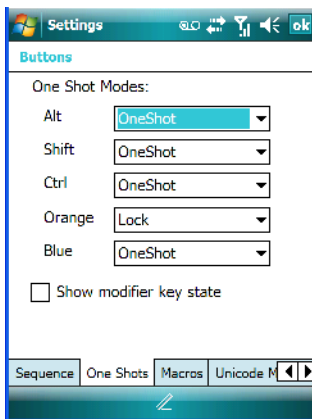 Settings
ok
Buttons
One Shot Modes:
Alt OneShot
Shift OneShot
Ctrl OneShot
Orange Lock
Blue OneShot
Show modifier key state
Sequence One Shots Macros Unicode M